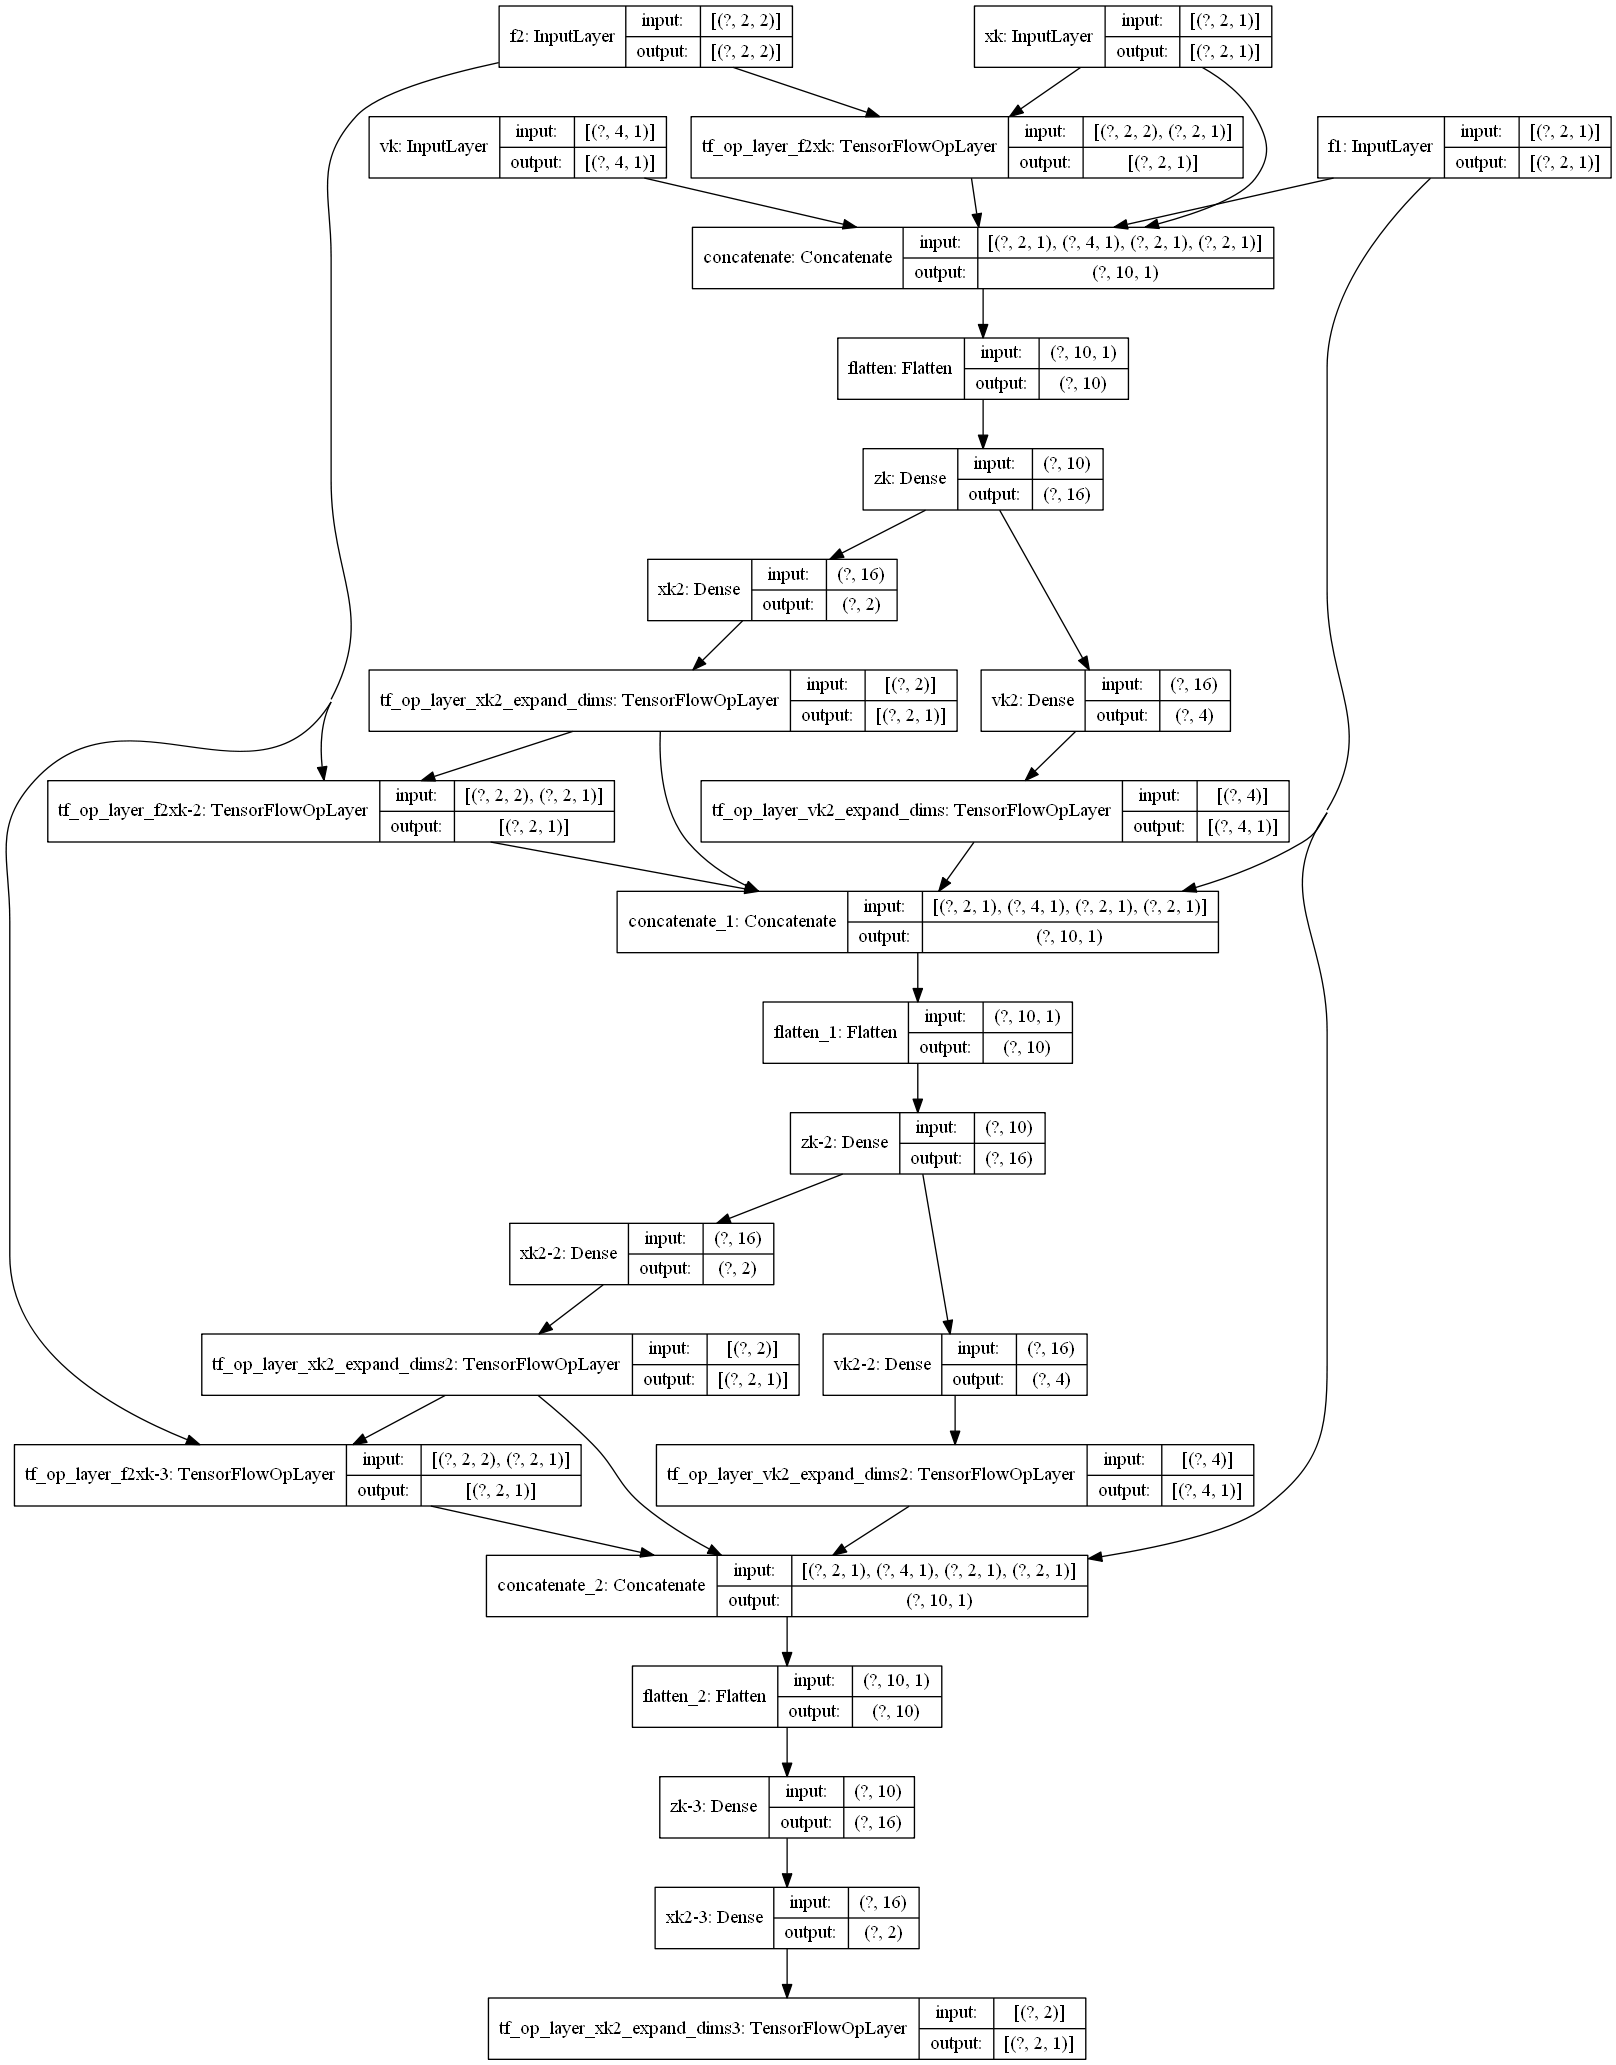 f2: InputLayer
input:
[(?, 2, 2)]
output:
[(?, 2, 2)]
xk: InputLayer
input:
[(?, 2, 1)]
output:
[(?, 2, 1)]
vk: InputLayer
input:
[(?, 4, 1)]
output:
[(?, 4, 1)]
tf_op_layer_f2xk: TensorFlowOpLayer
input:
[(?, 2, 2), (?, 2, 1)]
output:
[(?, 2, 1)]
f1: InputLayer
input:
[(?, 2, 1)]
output:
[(?, 2, 1)]
concatenate: Concatenate
input:
[(?, 2, 1), (?, 4, 1), (?, 2, 1), (?, 2, 1)]
output:
(?, 10, 1)
flatten: Flatten
input:
(?, 10, 1)
output:
(?, 10)
zk: Dense
input:
(?, 10)
output:
(?, 16)
xk2: Dense
input:
(?, 16)
output:
(?, 2)
tf_op_layer_xk2_expand_dims: TensorFlowOpLayer
input:
[(?, 2)]
output:
[(?, 2, 1)]
vk2: Dense
input:
(?, 16)
output:
(?, 4)
tf_op_layer_f2xk-2: TensorFlowOpLayer
input:
[(?, 2, 2), (?, 2, 1)]
output:
[(?, 2, 1)]
tf_op_layer_vk2_expand_dims: TensorFlowOpLayer
input:
[(?, 4)]
output:
[(?, 4, 1)]
concatenate_1: Concatenate
input:
[(?, 2, 1), (?, 4, 1), (?, 2, 1), (?, 2, 1)]
output:
(?, 10, 1)
flatten_1: Flatten
input:
(?, 10, 1)
output:
(?, 10)
zk-2: Dense
input:
(?, 10)
output:
(?, 16)
xk2-2: Dense
input:
(?, 16)
output:
(?, 2)
tf_op_layer_xk2_expand_dims2: TensorFlowOpLayer
input:
[(?, 2)]
output:
[(?, 2, 1)]
vk2-2: Dense
input:
(?, 16)
output:
(?, 4)
tf_op_layer_f2xk-3: TensorFlowOpLayer
input:
[(?, 2, 2), (?, 2, 1)]
output:
[(?, 2, 1)]
tf_op_layer_vk2_expand_dims2: TensorFlowOpLayer
input:
[(?, 4)]
output:
[(?, 4, 1)]
concatenate_2: Concatenate
input:
[(?, 2, 1), (?, 4, 1), (?, 2, 1), (?, 2, 1)]
output:
(?, 10, 1)
flatten_2: Flatten
input:
(?, 10, 1)
output:
(?, 10)
zk-3: Dense
input:
(?, 10)
output:
(?, 16)
xk2-3: Dense
input:
(?, 16)
output:
(?, 2)
tf_op_layer_xk2_expand_dims3: TensorFlowOpLayer
input:
[(?, 2)]
output:
[(?, 2, 1)]